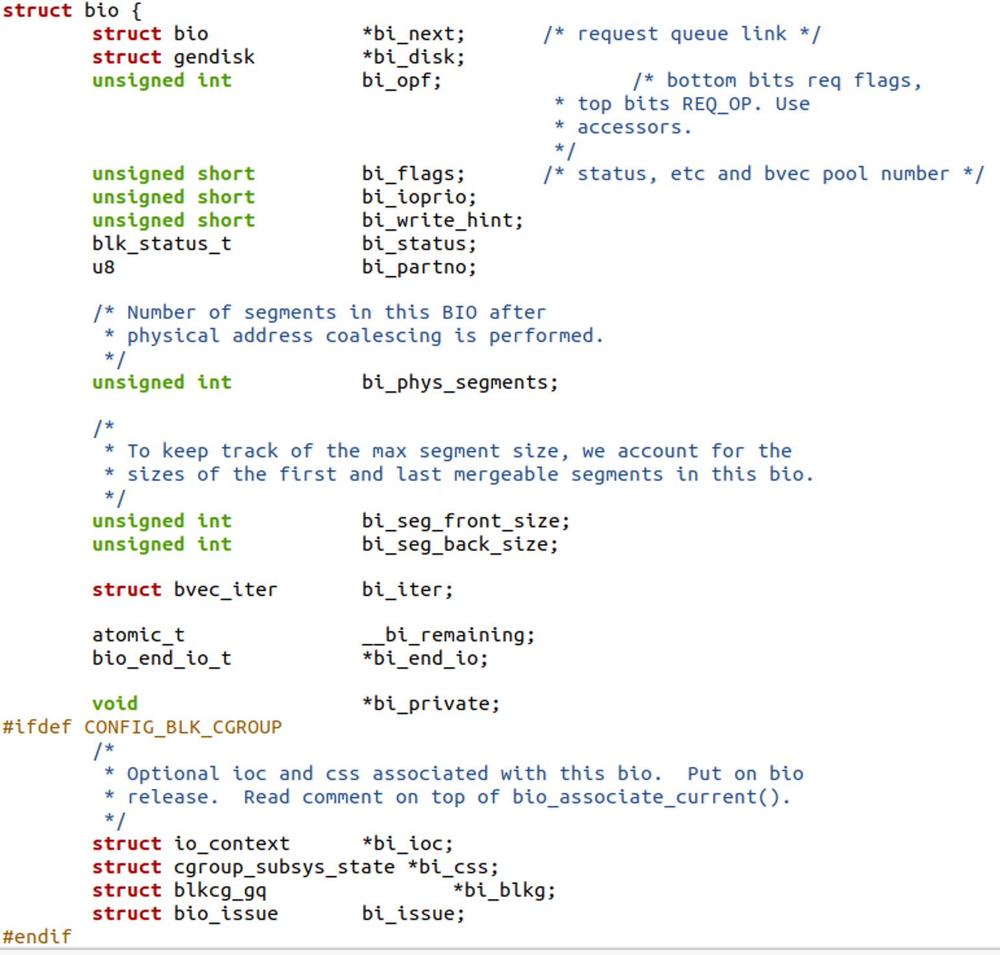 struct bio {
struct bio *bi_next; /* request queue link */
struct gendisk *bi_disk;
unsigned int bi_opf; /* bottom bits req flags,
* top bits REQ_OP. Use
* accessors.
*/
unsigned short bi_flags; /* status, etc and bvec pool number */
unsigned short bi_ioprio;
unsigned short bi_write_hint;
blk_status_t bi_status;
u8 bi_partno;
/* Number of segments in this BIO after
* physical address coalescing is performed.
*/
unsigned int bi_phys_segments;
/*
* To keep track of the max segment size, we account for the
* sizes of the first and last mergeable segments in this bio.
*/
unsigned int bi_seg_front_size;
unsigned int bi_seg_back_size;
struct bvec_iter bi_iter;
atomic_t __bi_remaining;
bio_end_io_t *bi_end_io;
void *bi_private;
#ifdef CONFIG_BLK_CGROUP
/*
* Optional ioc and css associated with this bio.  Put on bio
* release.  Read comment on top of bio_associate_current().
*/
struct io_context *bi_ioc;
struct cgroup_subsys_state *bi_css;
struct blkcg_gq *bi_blkg;
struct bio_issue bi_issue;
#endif